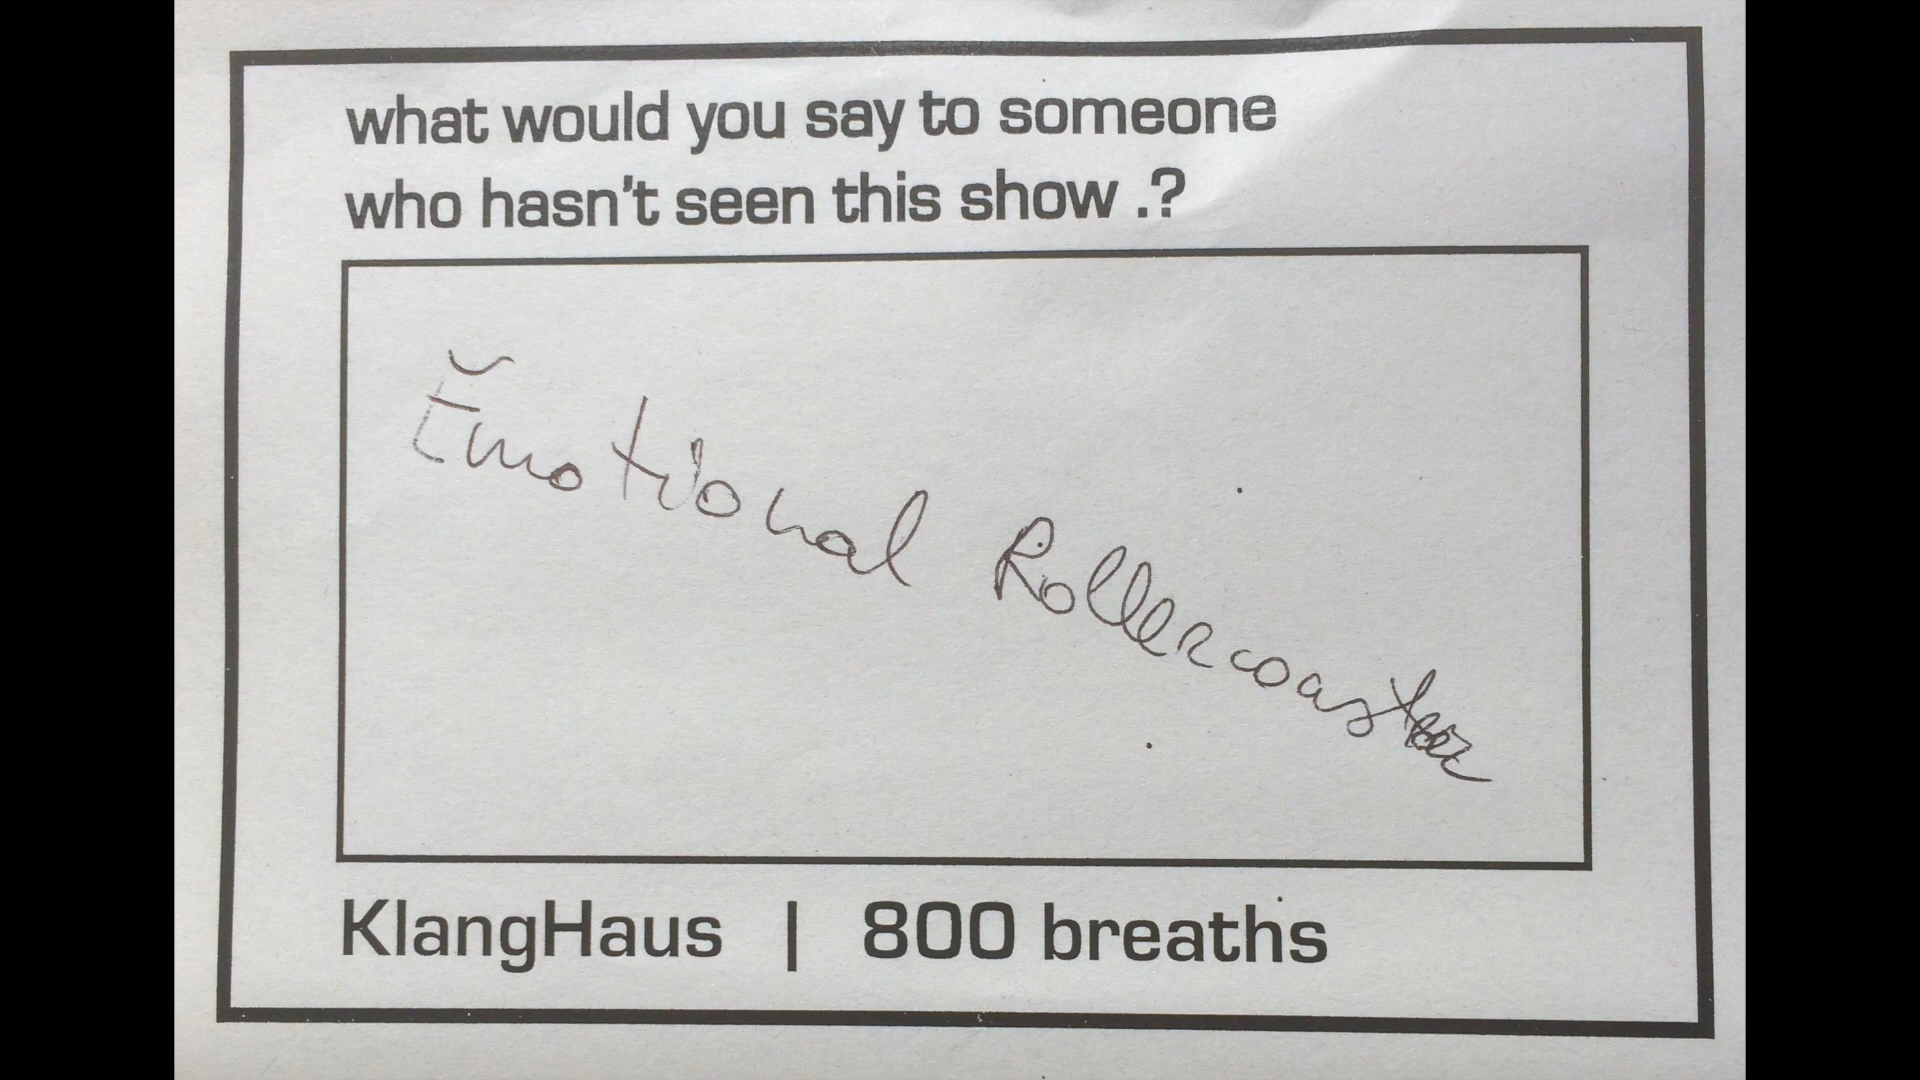 what would you say to someone
who hasn't seen this show .?
Emotional Rollercoaster
KlangHaus | 800 breaths